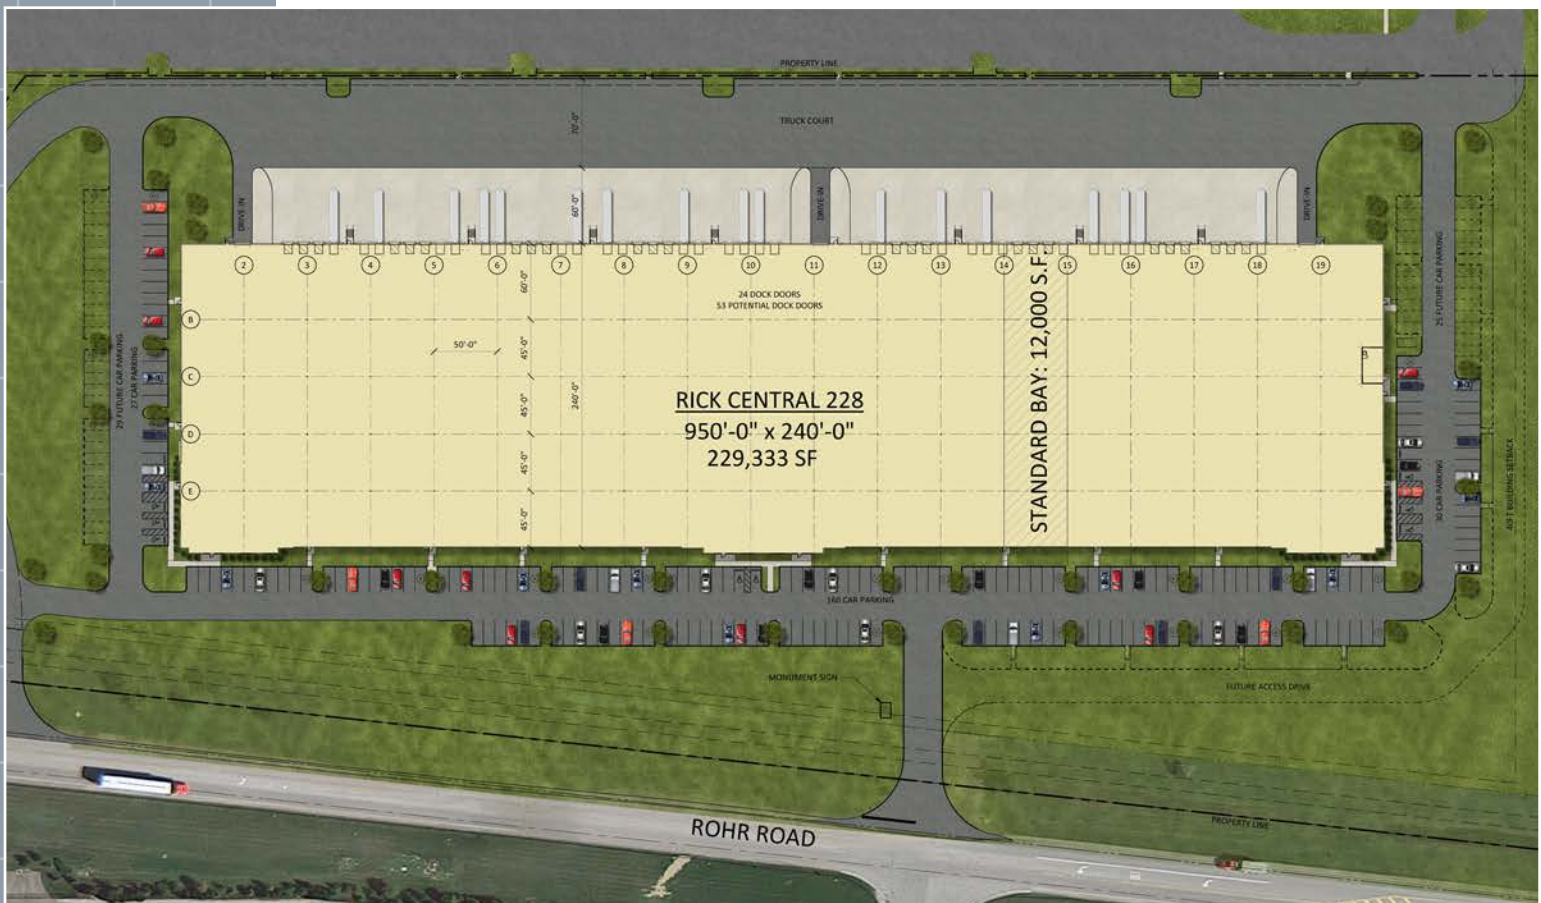 PROPERTY LINE
TRUCK COURT
70'-0"
60'-0"
DRIVE-IN
DRIVE-IN
DRIVE-IN
2 3 4 5 6 7 8 9 10 11 12 13 14 15 16 17 18 19
24 DOCK DOORS
53 POTENTIAL DOCK DOORS
B
C
D
E
60'-0"
45'-0"
45'-0"
45'-0"
45'-0"
50'-0"
240'-0"
RICK CENTRAL 228
950'-0" x 240'-0"
229,333 SF
STANDARD BAY: 12,000 S.F.
29 FUTURE CAR PARKING
27 CAR PARKING
25 FUTURE CAR PARKING
30 CAR PARKING
40FT BUILDING SETBACK
160 CAR PARKING
MONUMENT SIGN
FUTURE ACCESS DRIVE
PROPERTY LINE
ROHR ROAD